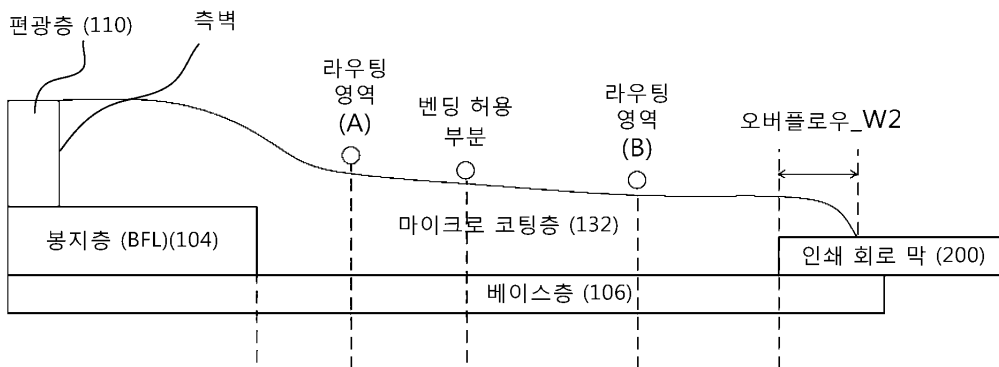 편광층 (110)
측벽
라우팅
영역
(A)
벤딩 허용
부분
라우팅
영역
(B)
오버플로우_W2
봉지층 (BFL)(104)
마이크로 코팅층 (132)
인쇄 회로 막 (200)
베이스층 (106)